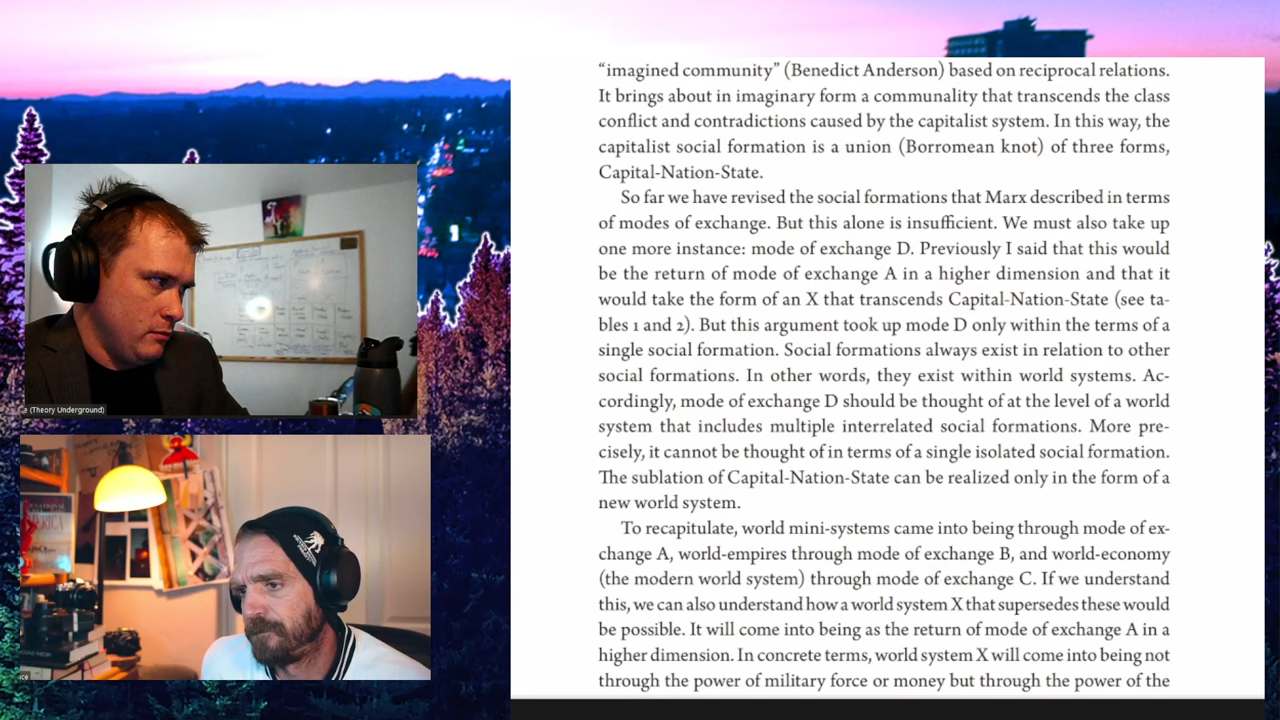 “imagined community” (Benedict Anderson) based on reciprocal relations.
It brings about in imaginary form a communality that transcends the class
conflict and contradictions caused by the capitalist system. In this way, the
capitalist social formation is a union (Borromean knot) of three forms,
Capital-Nation-State.
So far we have revised the social formations that Marx described in terms
of modes of exchange. But this alone is insufficient. We must also take up
one more instance: mode of exchange D. Previously I said that this would
be the return of mode of exchange A in a higher dimension and that it
would take the form of an X that transcends Capital-Nation-State (see ta-
bles 1 and 2). But this argument took up mode D only within the terms of a
single social formation. Social formations always exist in relation to other
social formations. In other words, they exist within world systems. Ac-
cordingly, mode of exchange D should be thought of at the level of a world
system that includes multiple interrelated social formations. More pre-
cisely, it cannot be thought of in terms of a single isolated social formation.
The sublation of Capital-Nation-State can be realized only in the form of a
new world system.
To recapitulate, world mini-systems came into being through mode of ex-
change A, world-empires through mode of exchange B, and world-economy
(the modern world system) through mode of exchange C. If we understand
this, we can also understand how a world system X that supersedes these would
be possible. It will come into being as the return of mode of exchange A in a
higher dimension. In concrete terms, world system X will come into being not
through the power of military force or money but through the power of the
e (Theory Underground)